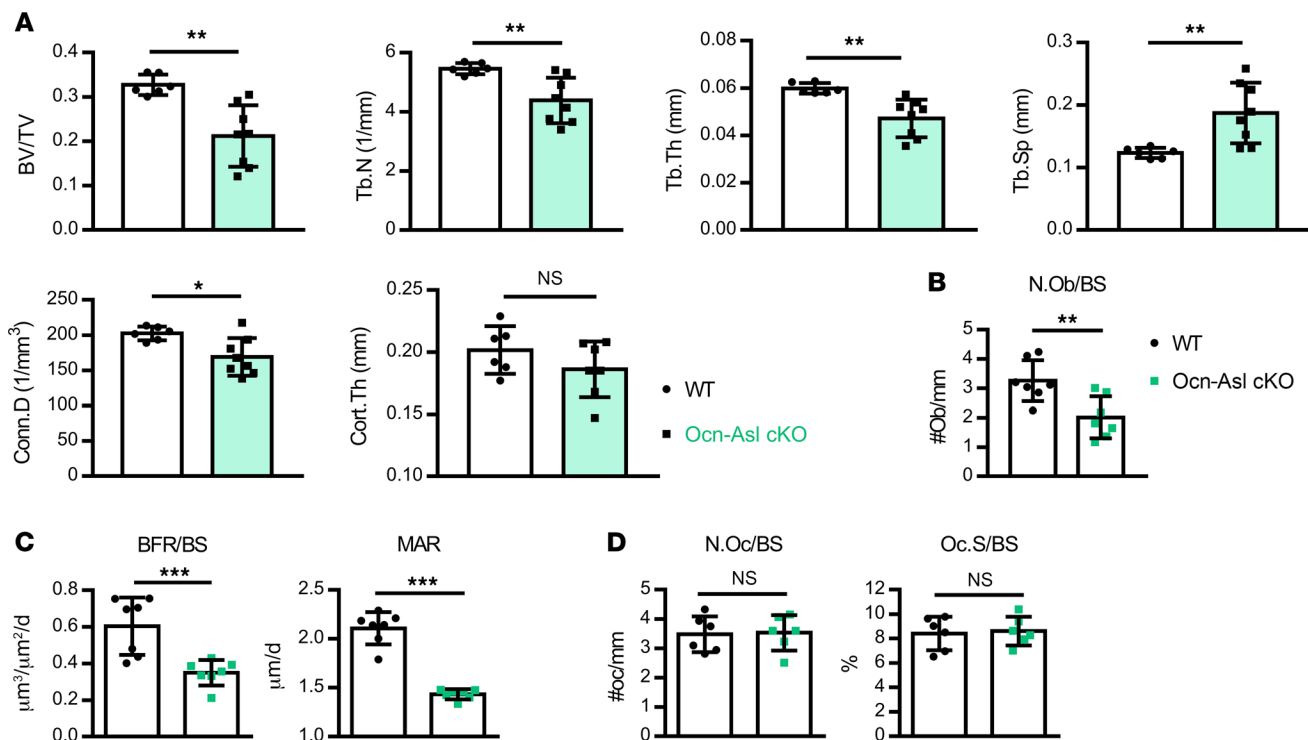 A
BV/TV
0.4
0.3
0.2
0.1
0.0
**
Tb.N (1/mm)
6
4
2
0
**
Tb.Th (mm)
0.08
0.06
0.04
0.02
0.00
**
Tb.Sp (mm)
0.3
0.2
0.1
0.0
**
Conn.D (1/mm³)
250
200
150
100
50
0
*
Cort.Th (mm)
0.25
0.20
0.15
0.10
NS
WT
Ocn-Asl cKO
B
N.Ob/BS
#Ob/mm
5
4
3
2
1
0
**
WT
Ocn-Asl cKO
C
BFR/BS
µm³/µm²/d
0.8
0.6
0.4
0.2
0.0
***
MAR
µm/d
2.5
2.0
1.5
1.0
***
D
N.Oc/BS
#oc/mm
5
4
3
2
1
0
NS
Oc.S/BS
%
12
10
8
6
4
2
0
NS